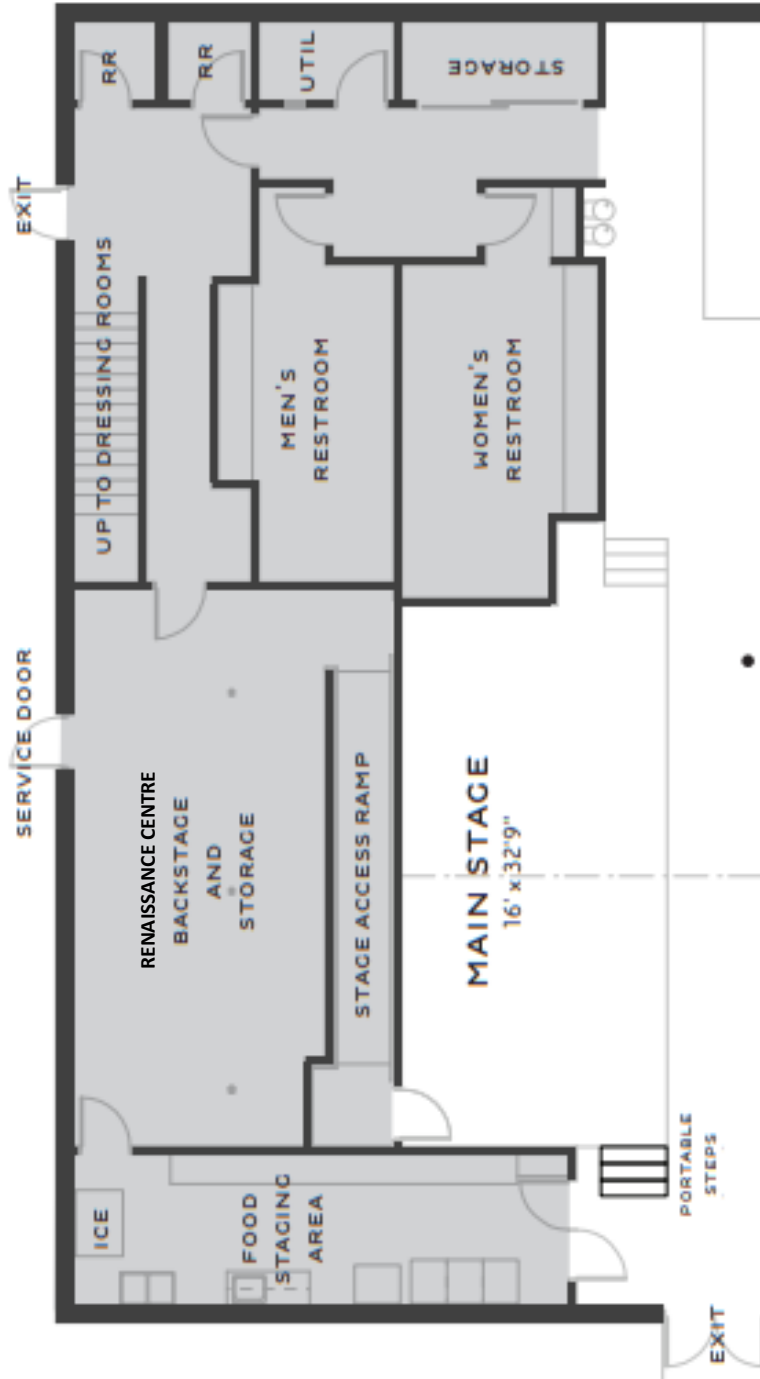 RR
RR
UTIL
STORAGE
EXIT
UP TO DRESSING ROOMS
MEN'S
RESTROOM
WOMEN'S
RESTROOM
SERVICE DOOR
RENAISSANCE CENTRE
BACKSTAGE
AND
STORAGE
STAGE ACCESS RAMP
MAIN STAGE
16' x 32'9"
ICE
FOOD
STAGING
AREA
PORTABLE
STEPS
EXIT